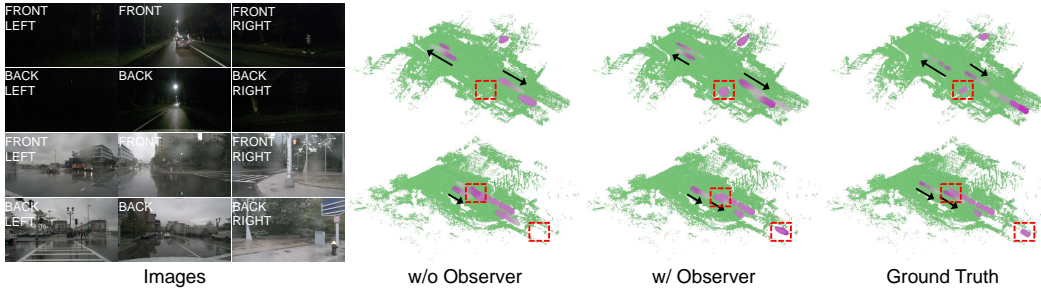 FRONT
LEFT
FRONT
FRONT
RIGHT
BACK
LEFT
BACK
BACK
RIGHT
FRONT
LEFT
FRONT
FRONT
RIGHT
BACK
LEFT
BACK
BACK
RIGHT
Images
w/o Observer
w/ Observer
Ground Truth